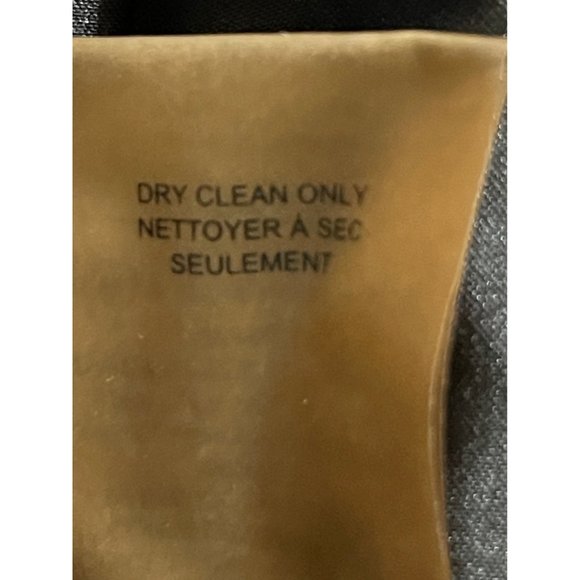 DRY CLEAN ONLY
NETTOYER À SEC
SEULEMENT